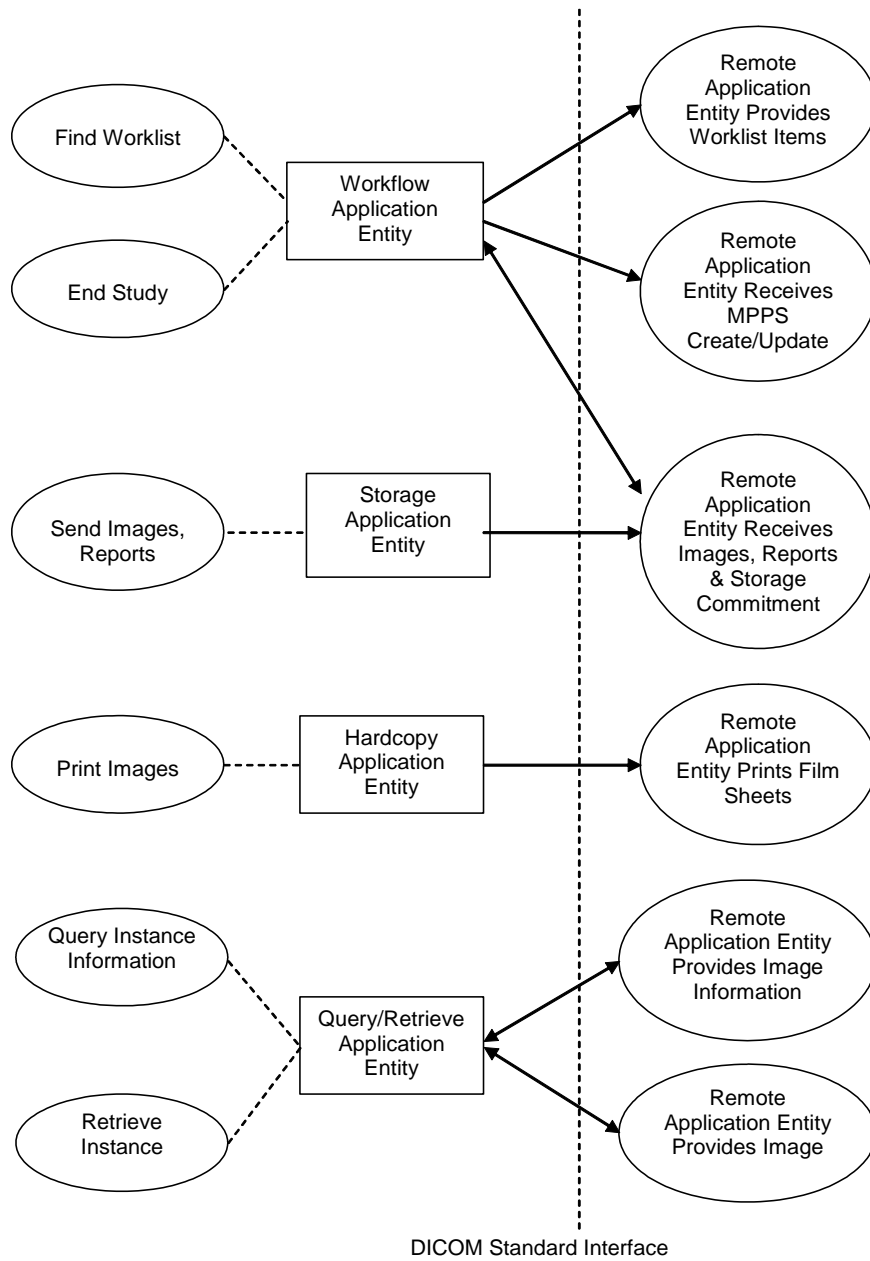 Find Worklist
End Study
Workflow
Application
Entity
Remote
Application
Entity Provides
Worklist Items
Remote
Application
Entity Receives
MPPS
Create/Update
Send Images,
Reports
Storage
Application
Entity
Remote
Application
Entity Receives
Images, Reports
& Storage
Commitment
Print Images
Hardcopy
Application
Entity
Remote
Application
Entity Prints Film
Sheets
Query Instance
Information
Retrieve
Instance
Query/Retrieve
Application
Entity
Remote
Application Entity
Provides Image
Information
Remote
Application Entity
Provides Image
DICOM Standard Interface